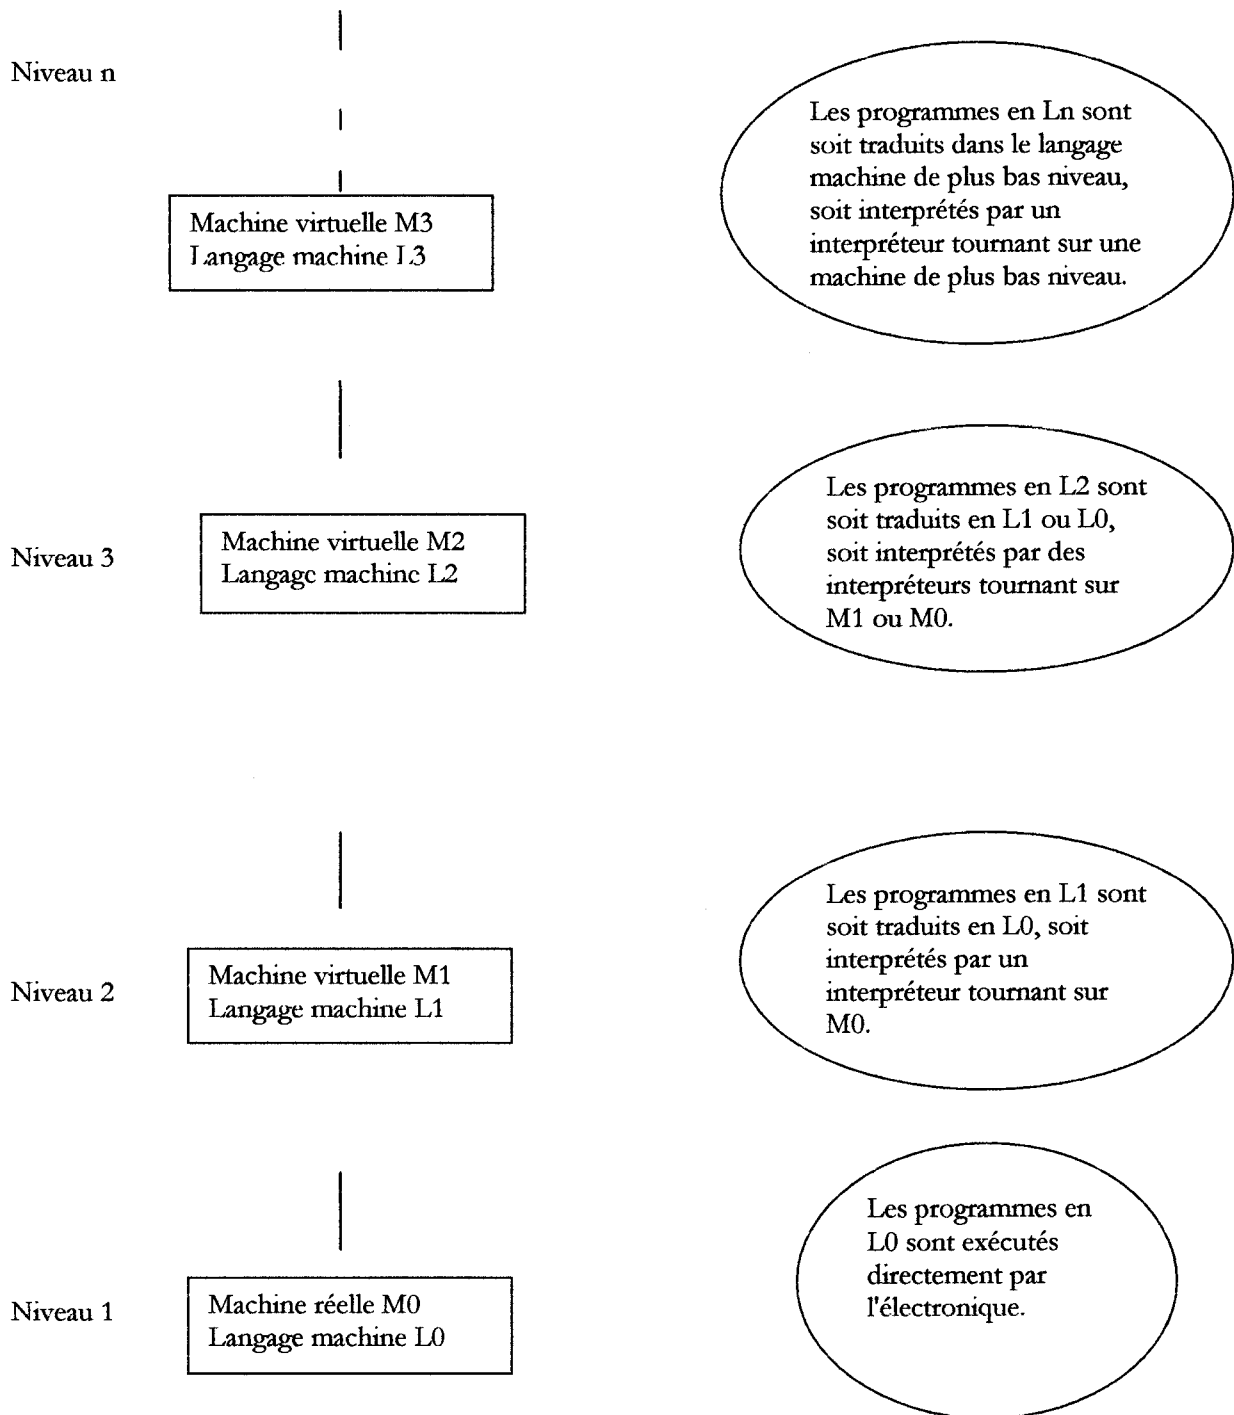 Niveau n
Les programmes en Ln sont
soit traduits dans le langage
machine de plus bas niveau,
soit interprétés par un
interpréteur tournant sur une
machine de plus bas niveau.
Machine virtuelle M3
Langage machine L3
Niveau 3
Machine virtuelle M2
Langage machine L2
Les programmes en L2 sont
soit traduits en L1 ou L0,
soit interprétés par des
interpréteurs tournant sur
M1 ou M0.
Niveau 2
Machine virtuelle M1
Langage machine L1
Les programmes en L1 sont
soit traduits en L0, soit
interprétés par un
interpréteur tournant sur
M0.
Niveau 1
Machine réelle M0
Langage machine L0
Les programmes en
L0 sont exécutés
directement par
l'électronique.